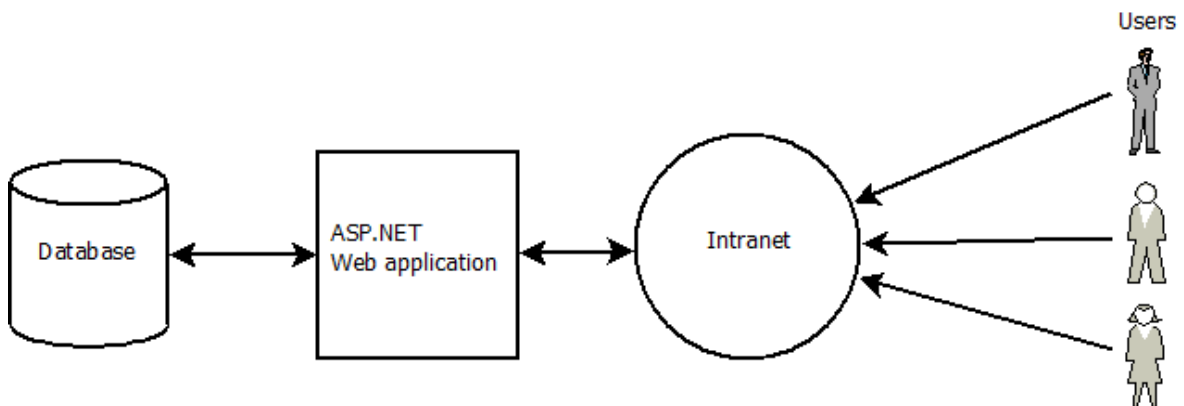 Users
Database
ASP.NET
Web application
Intranet